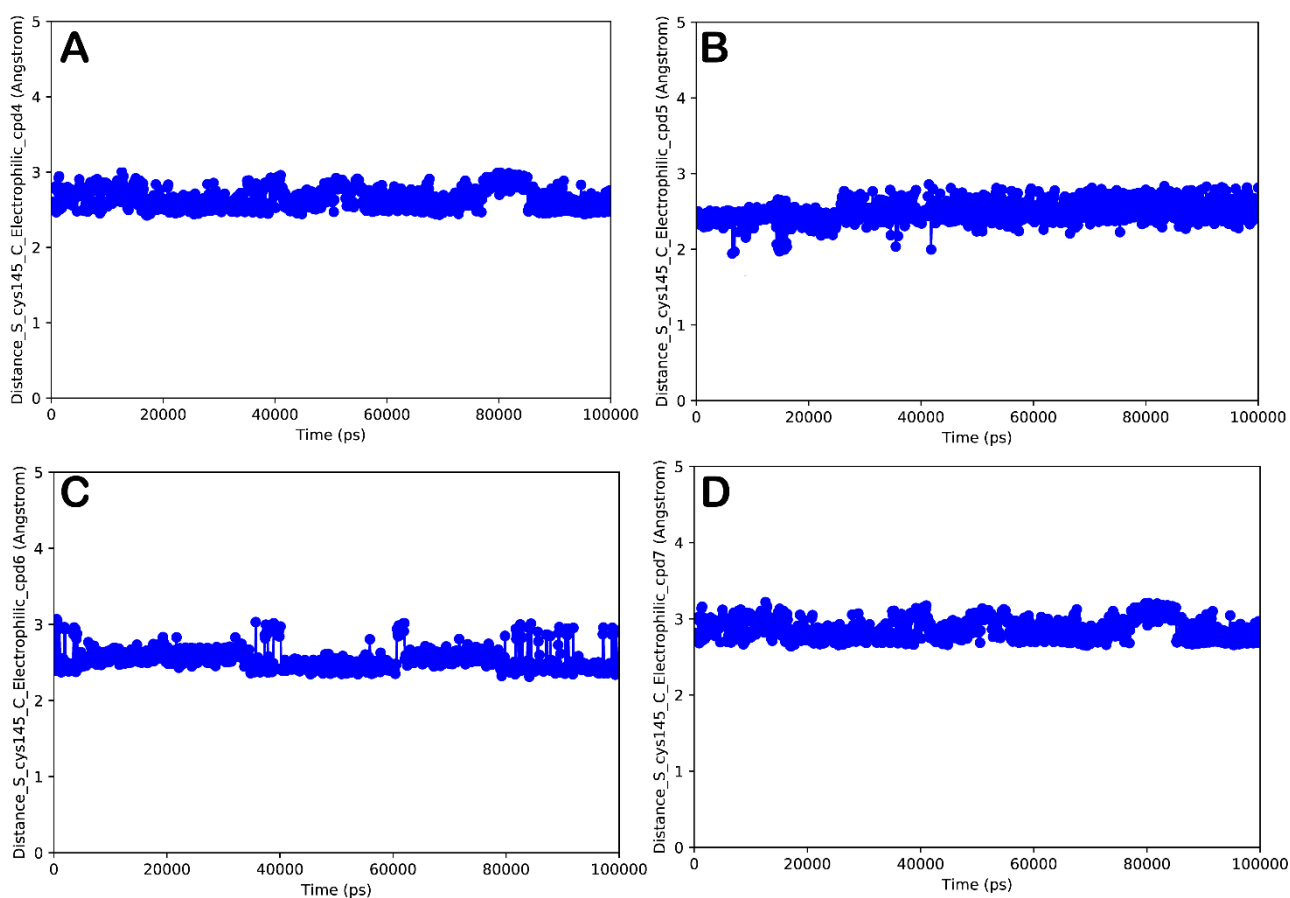 A
Distance_S_cys145_C_Electrophilic_cpd4 (Angstrom)
5
4
3
2
1
0
0 20000 40000 60000 80000 100000
Time (ps)
B
Distance_S_cys145_C_Electrophilic_cpd5 (Angstrom)
5
4
3
2
1
0
0 20000 40000 60000 80000 100000
Time (ps)
C
Distance_S_cys145_C_Electrophilic_cpd6 (Angstrom)
5
4
3
2
1
0
0 20000 40000 60000 80000 100000
Time (ps)
D
Distance_S_cys145_C_Electrophilic_cpd7 (Angstrom)
5
4
3
2
1
0
0 20000 40000 60000 80000 100000
Time (ps)